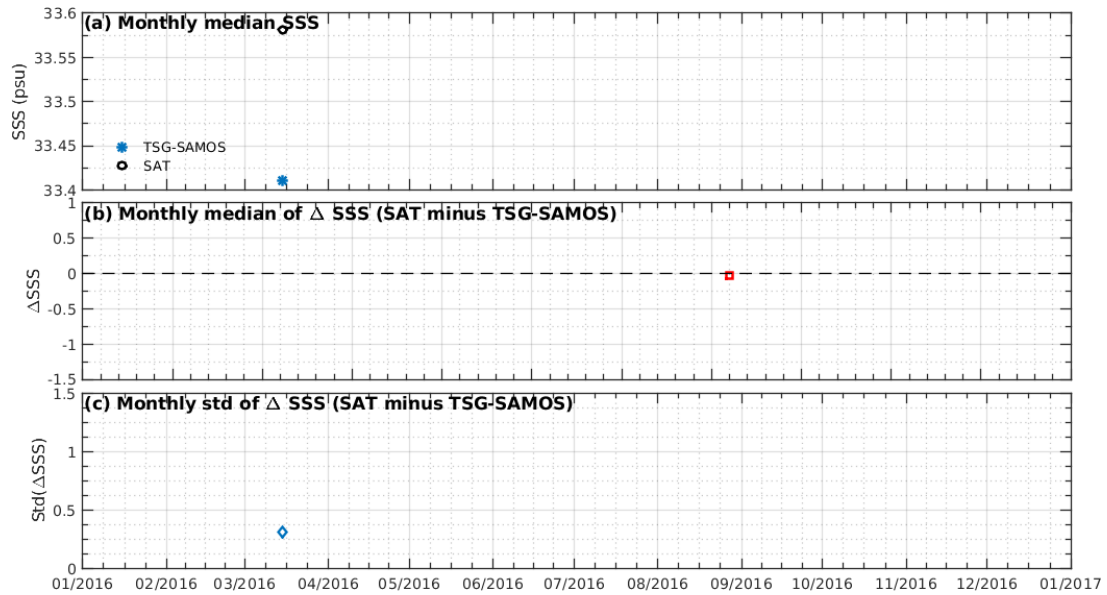 (a) Monthly median SSS
33.6
33.55
33.5
33.45
33.4
SSS (psu)
TSG-SAMOS
SAT
(b) Monthly median of Δ SSS (SAT minus TSG-SAMOS)
1
0.5
0
-0.5
-1
-1.5
ΔSSS
(c) Monthly std of Δ SSS (SAT minus TSG-SAMOS)
1.5
1
0.5
0
Std(ΔSSS)
01/2016 02/2016 03/2016 04/2016 05/2016 06/2016 07/2016 08/2016 09/2016 10/2016 11/2016 12/2016 01/2017